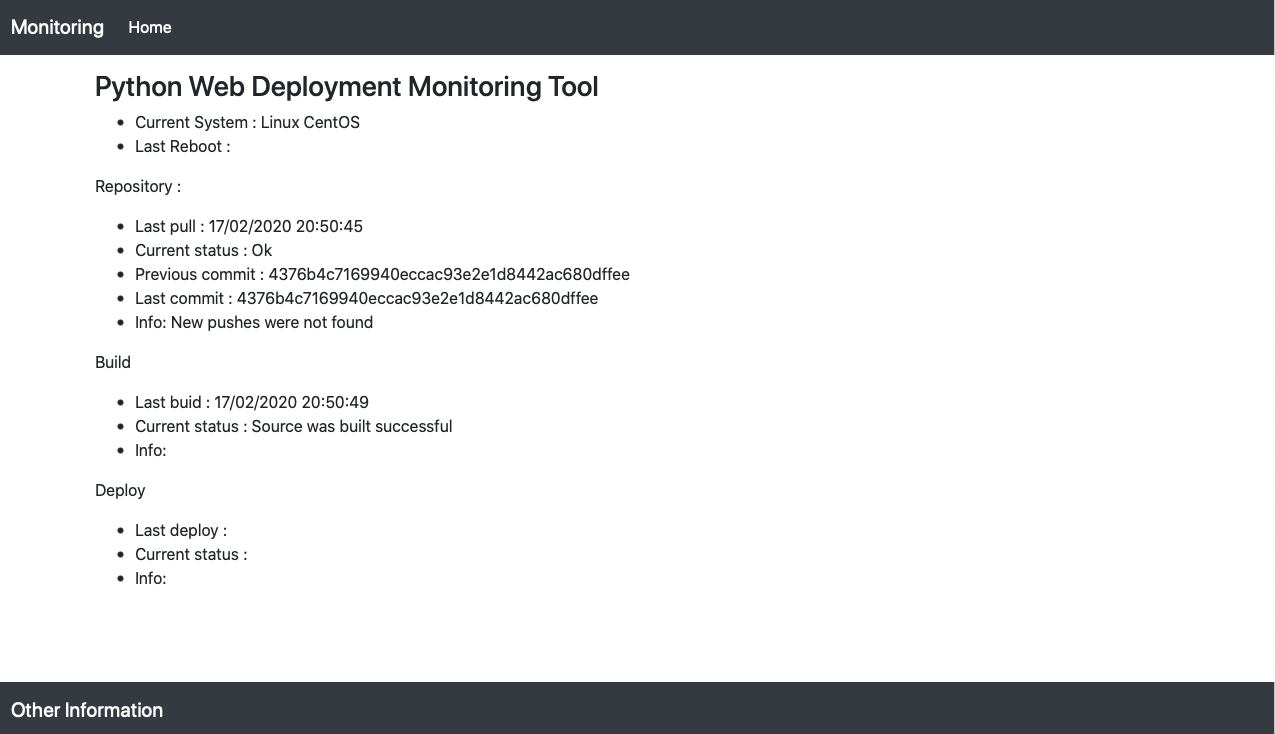 Monitoring Home
Python Web Deployment Monitoring Tool
Current System : Linux CentOS
Last Reboot :
Repository :
Last pull : 17/02/2020 20:50:45
Current status : Ok
Previous commit : 4376b4c7169940eccac93e2e1d8442ac680dffee
Last commit : 4376b4c7169940eccac93e2e1d8442ac680dffee
Info: New pushes were not found
Build
Last buid : 17/02/2020 20:50:49
Current status : Source was built successful
Info:
Deploy
Last deploy :
Current status :
Info:
Other Information